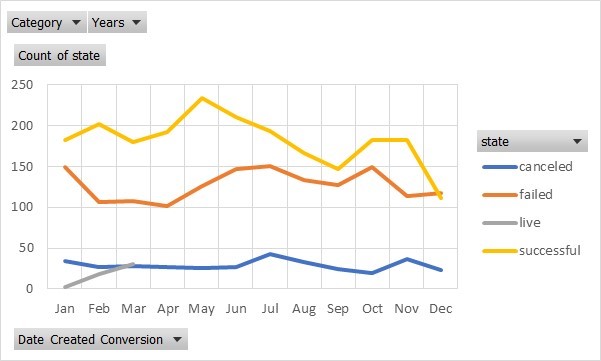 Category Years
Count of state
250
200
150
100
50
0
Jan Feb Mar Apr May Jun Jul Aug Sep Oct Nov Dec
state
canceled
failed
live
successful
Date Created Conversion